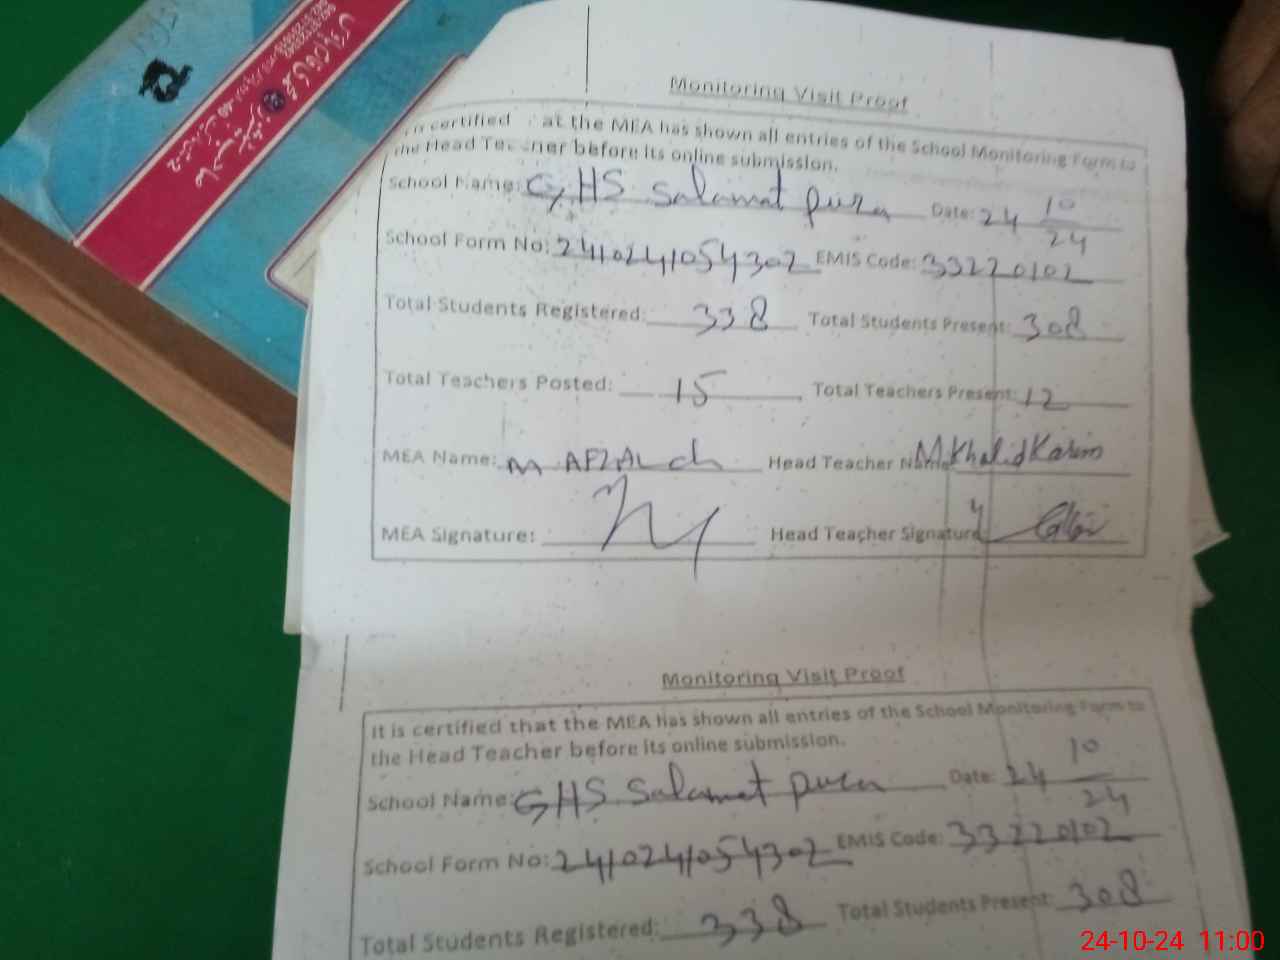 Monitoring Visit Proof
certified at the MEA has shown all entries of the School Monitoring Form to
the Head Teacher before its online submission.
School Name: GHS Salamat pura Date: 24 10/24
School Form No: 2410241054302 EMIS Code: 33220102
Total Students Registered: 338 Total Students Present: 308
Total Teachers Posted: 15 Total Teachers Present: 12
MEA Name: M AFZAL ch Head Teacher Name M Khalid Karim
MEA Signature: Head Teacher Signature
Monitoring Visit Proof
It is certified that the MEA has shown all entries of the School Monitoring Form to
the Head Teacher before its online submission.
School Name: GHS Salamat pura Date: 24 10/24
School Form No: 2410241054302 EMIS Code: 33220102
Total Students Registered: 338 Total Students Present: 308
24-10-24 11:00